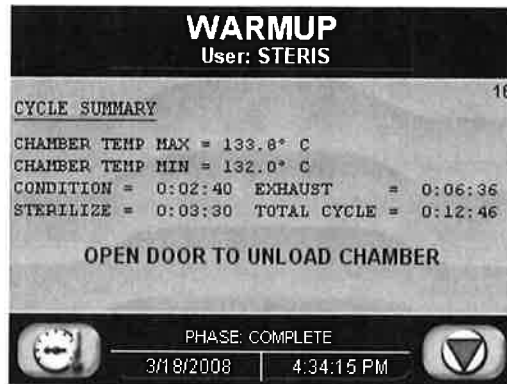 WARMUP
User: STERIS
16
CYCLE SUMMARY
CHAMBER TEMP MAX = 133.8° C
CHAMBER TEMP MIN = 132.0° C
CONDITION = 0:02:40 EXHAUST = 0:06:36
STERILIZE = 0:03:30 TOTAL CYCLE = 0:12:46
OPEN DOOR TO UNLOAD CHAMBER
PHASE: COMPLETE
3/18/2008 4:34:15 PM